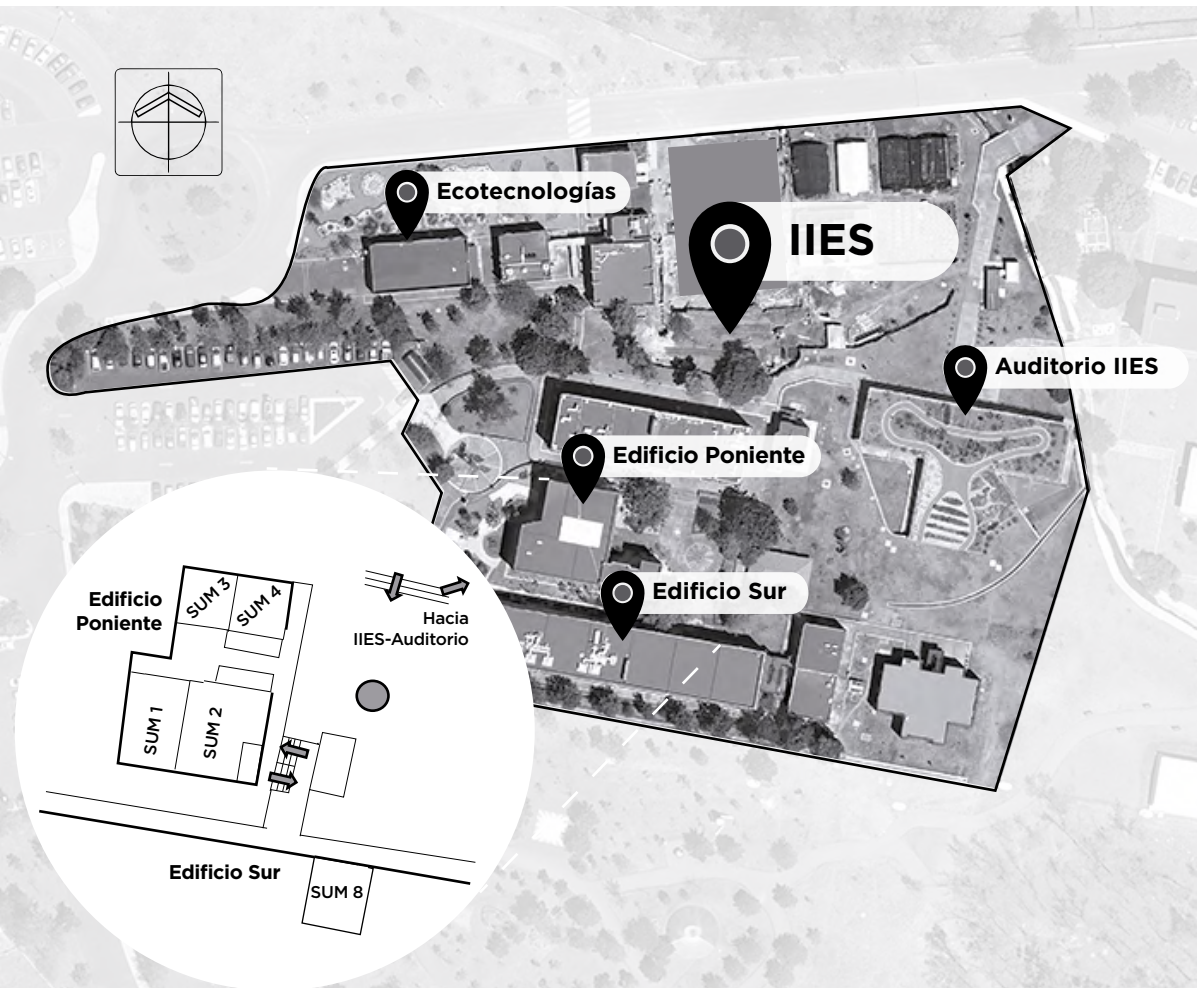 Ecotecnologías
IIES
Auditorio IIES
Edificio Poniente
Edificio Sur
Edificio
Poniente
SUM 3
SUM 4
Hacia
IIES-Auditorio
SUM 1
SUM 2
Edificio Sur
SUM 8